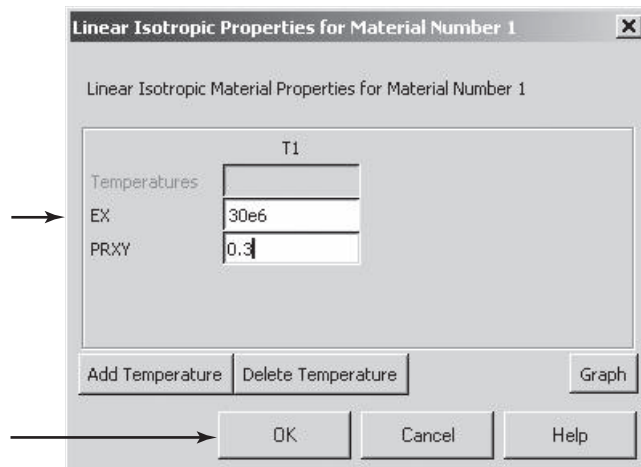 Linear Isotropic Properties for Material Number 1
Linear Isotropic Material Properties for Material Number 1
T1
Temperatures
EX 30e6
PRXY 0.3
Add Temperature Delete Temperature Graph
OK Cancel Help